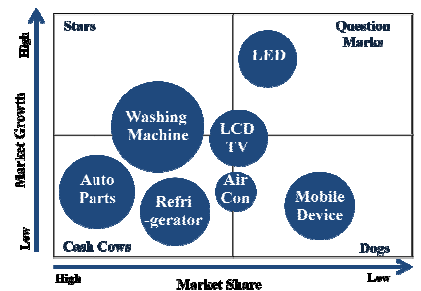 Stars
Question
Marks
High
LED
Washing
Machine
LCD
TV
Market Growth
Auto
Parts
Air
Con
Refri
-gerator
Mobile
Device
Low
Cash Cows
Dogs
High
Market Share
Low